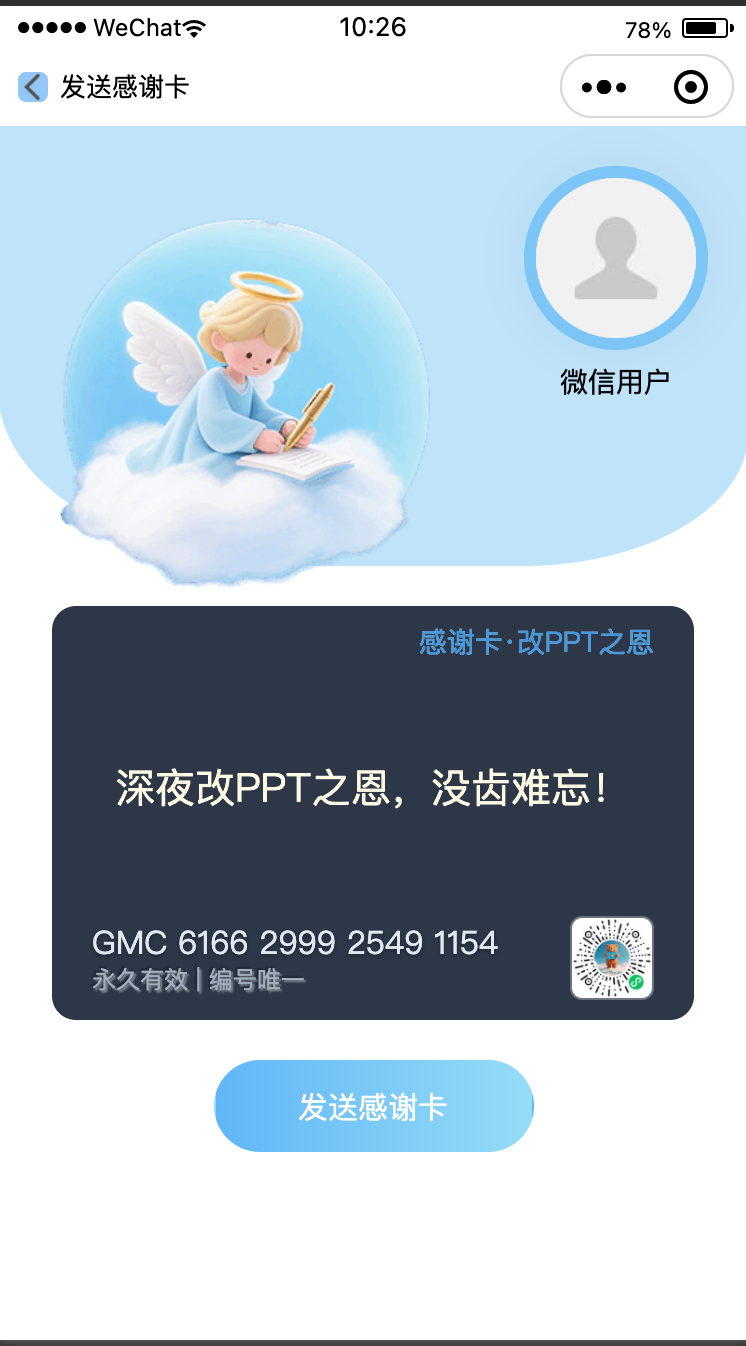 ●●●●● WeChat 10:26 78%
发送感谢卡
微信用户
感谢卡·改PPT之恩
深夜改PPT之恩，没齿难忘！
GMC 6166 2999 2549 1154
永久有效 | 编号唯一
发送感谢卡